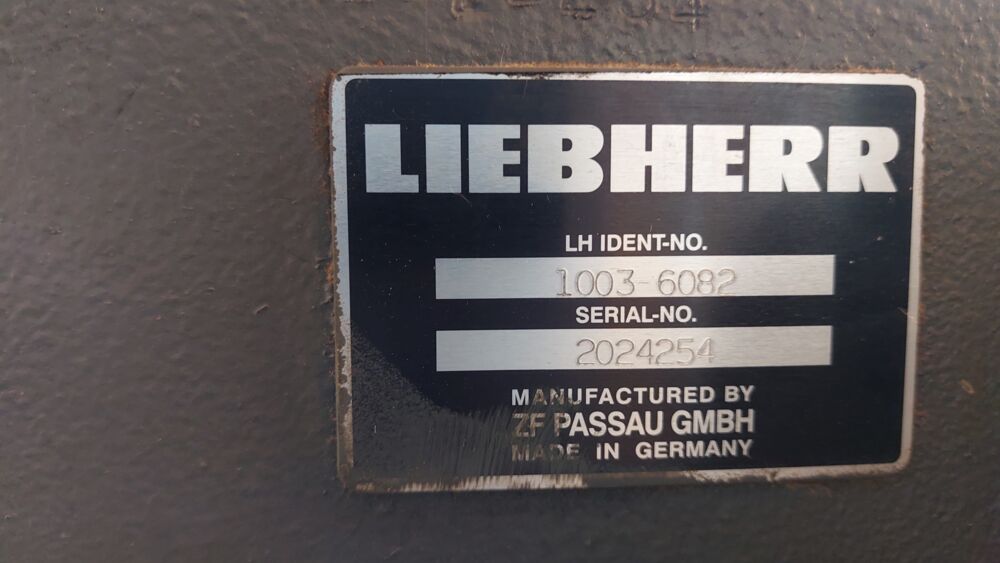 LIEBHERR
LH IDENT-NO.
1003-6082
SERIAL-NO.
2024254
MANUFACTURED BY
ZF PASSAU GMBH
MADE IN GERMANY